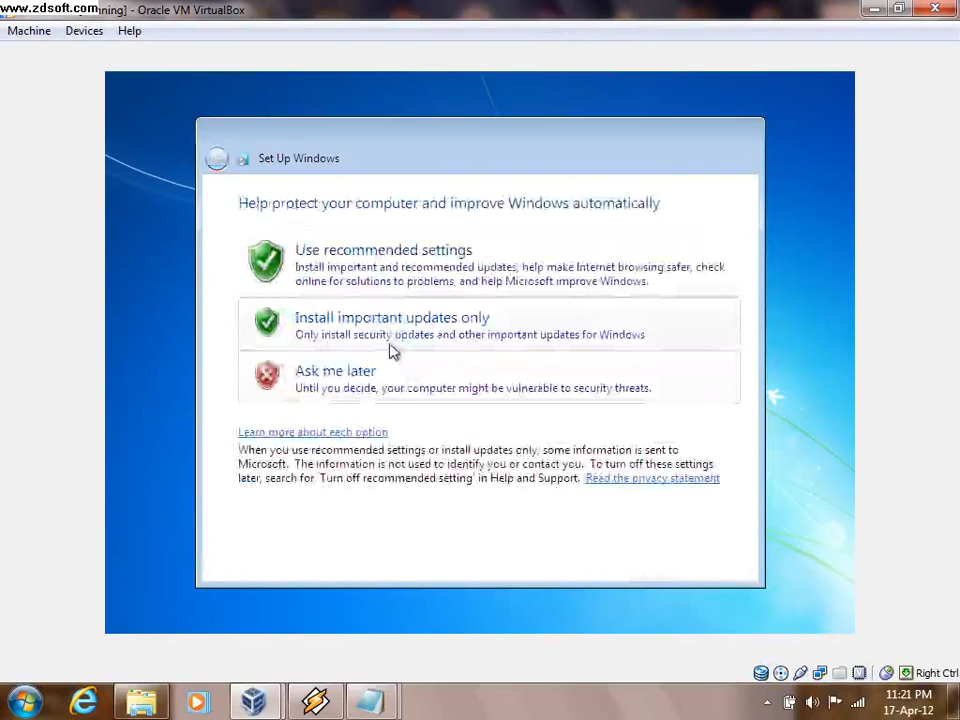 www.zdsoft.com
nning] - Oracle VM VirtualBox
Machine Devices Help
Set Up Windows
Help protect your computer and improve Windows automatically
Use recommended settings
Install important and recommended updates, help make Internet browsing safer, check
online for solutions to problems, and help Microsoft improve Windows.
Install important updates only
Only install security updates and other important updates for Windows
Ask me later
Until you decide, your computer might be vulnerable to security threats.
Learn more about each option
When you use recommended settings or install updates only, some information is sent to
Microsoft. The information is not used to identify you or contact you. To turn off these settings
later, search for 'Turn off recommended setting' in Help and Support. Read the privacy statement
Right Ctrl
11:21 PM
17-Apr-12